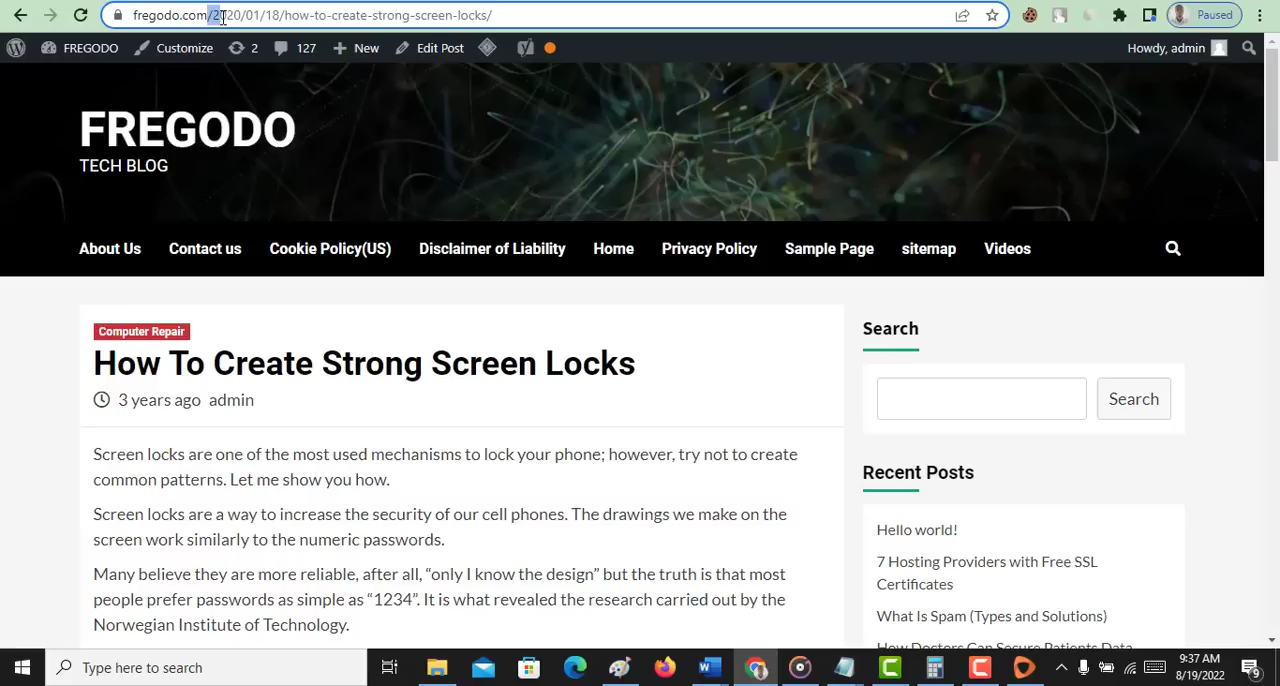 fregodo.com/2020/01/18/how-to-create-strong-screen-locks/
Paused
FREGODO
Customize
2
127
New
Edit Post
Howdy, admin
FREGODO
TECH BLOG
About Us
Contact us
Cookie Policy(US)
Disclaimer of Liability
Home
Privacy Policy
Sample Page
sitemap
Videos
Computer Repair
How To Create Strong Screen Locks
3 years ago admin
Screen locks are one of the most used mechanisms to lock your phone; however, try not to create
common patterns. Let me show you how.
Screen locks are a way to increase the security of our cell phones. The drawings we make on the
screen work similarly to the numeric passwords.
Many believe they are more reliable, after all, “only I know the design” but the truth is that most
people prefer passwords as simple as “1234”. It is what revealed the research carried out by the
Norwegian Institute of Technology.
Search
Search
Recent Posts
Hello world!
7 Hosting Providers with Free SSL
Certificates
What Is Spam (Types and Solutions)
How Doctors Can Secure Patients Data
Type here to search
9:37 AM
8/19/2022
9